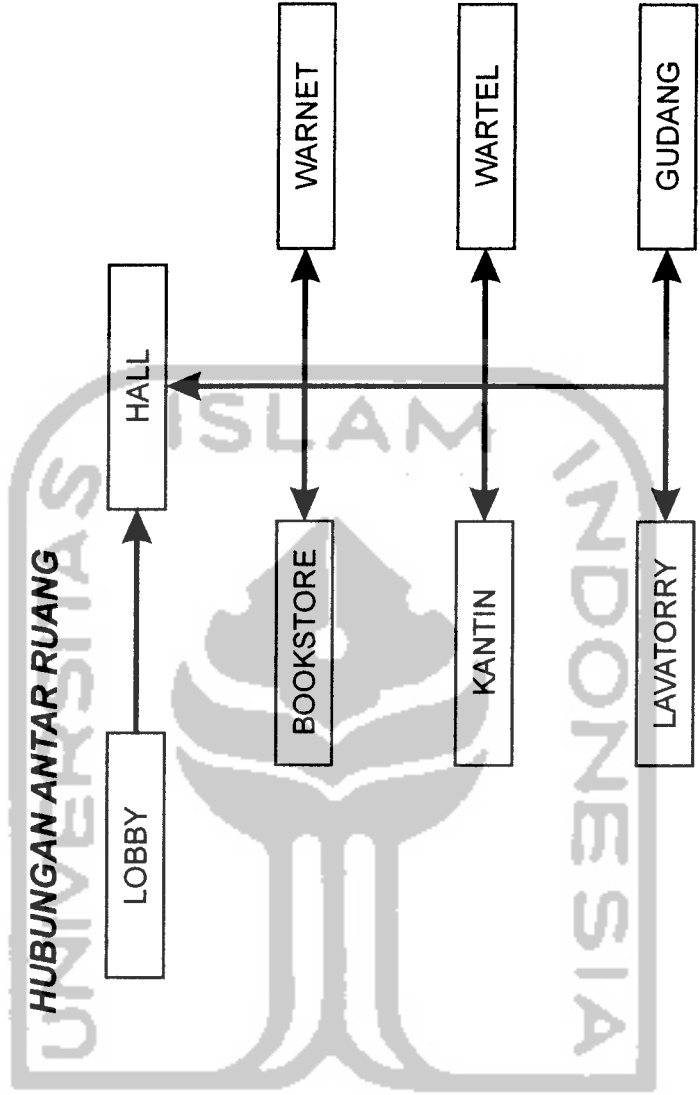 HUBUNGAN ANTAR RUANG
LOBBY
HALL
BOOKSTORE
WARNET
KANTIN
WARTEL
LAVATORRY
GUDANG
UNIVERSITAS
ISLAM
INDONESIA